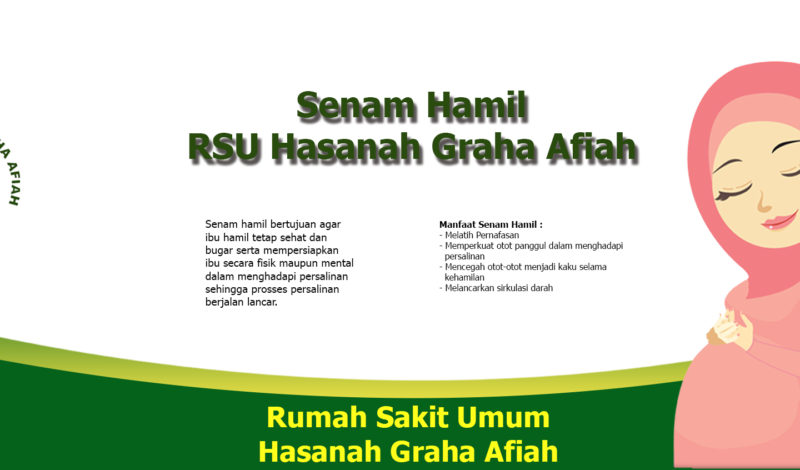 Senam Hamil
RSU Hasanah Graha Afiah
AFIAH
Senam hamil bertujuan agar
ibu hamil tetap sehat dan
bugar serta mempersiapkan
ibu secara fisik maupun mental
dalam menghadapi persalinan
sehingga prosses persalinan
berjalan lancar.
Manfaat Senam Hamil :
- Melatih Pernafasan
- Memperkuat otot panggul dalam menghadapi
persalinan
- Mencegah otot-otot menjadi kaku selama
kehamilan
- Melancarkan sirkulasi darah
Rumah Sakit Umum
Hasanah Graha Afiah